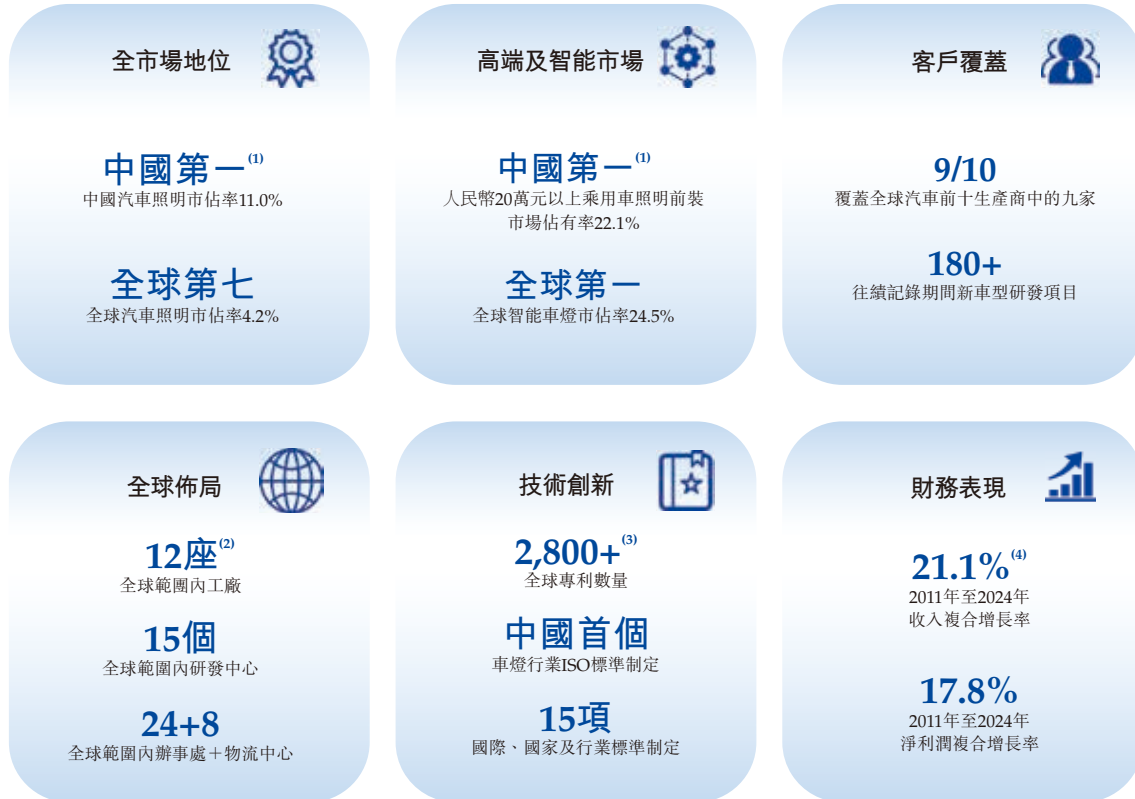 全市場地位
中國第一(1)
中國汽車照明市佔率11.0%
全球第七
全球汽車照明市佔率4.2%
高端及智能市場
中國第一(1)
人民幣20萬元以上乘用車照明前裝
市場佔有率22.1%
全球第一
全球智能車燈市佔率24.5%
客戶覆蓋
9/10
覆蓋全球汽車前十生產商中的九家
180+
往績記錄期間新車型研發項目
全球佈局
12座(2)
全球範圍內工廠
15個
全球範圍內研發中心
24+8
全球範圍內辦事處+物流中心
技術創新
2,800+(3)
全球專利數量
中國首個
車燈行業ISO標準制定
15項
國際、國家及行業標準制定
財務表現
21.1%(4)
2011年至2024年
收入複合增長率
17.8%
2011年至2024年
淨利潤複合增長率